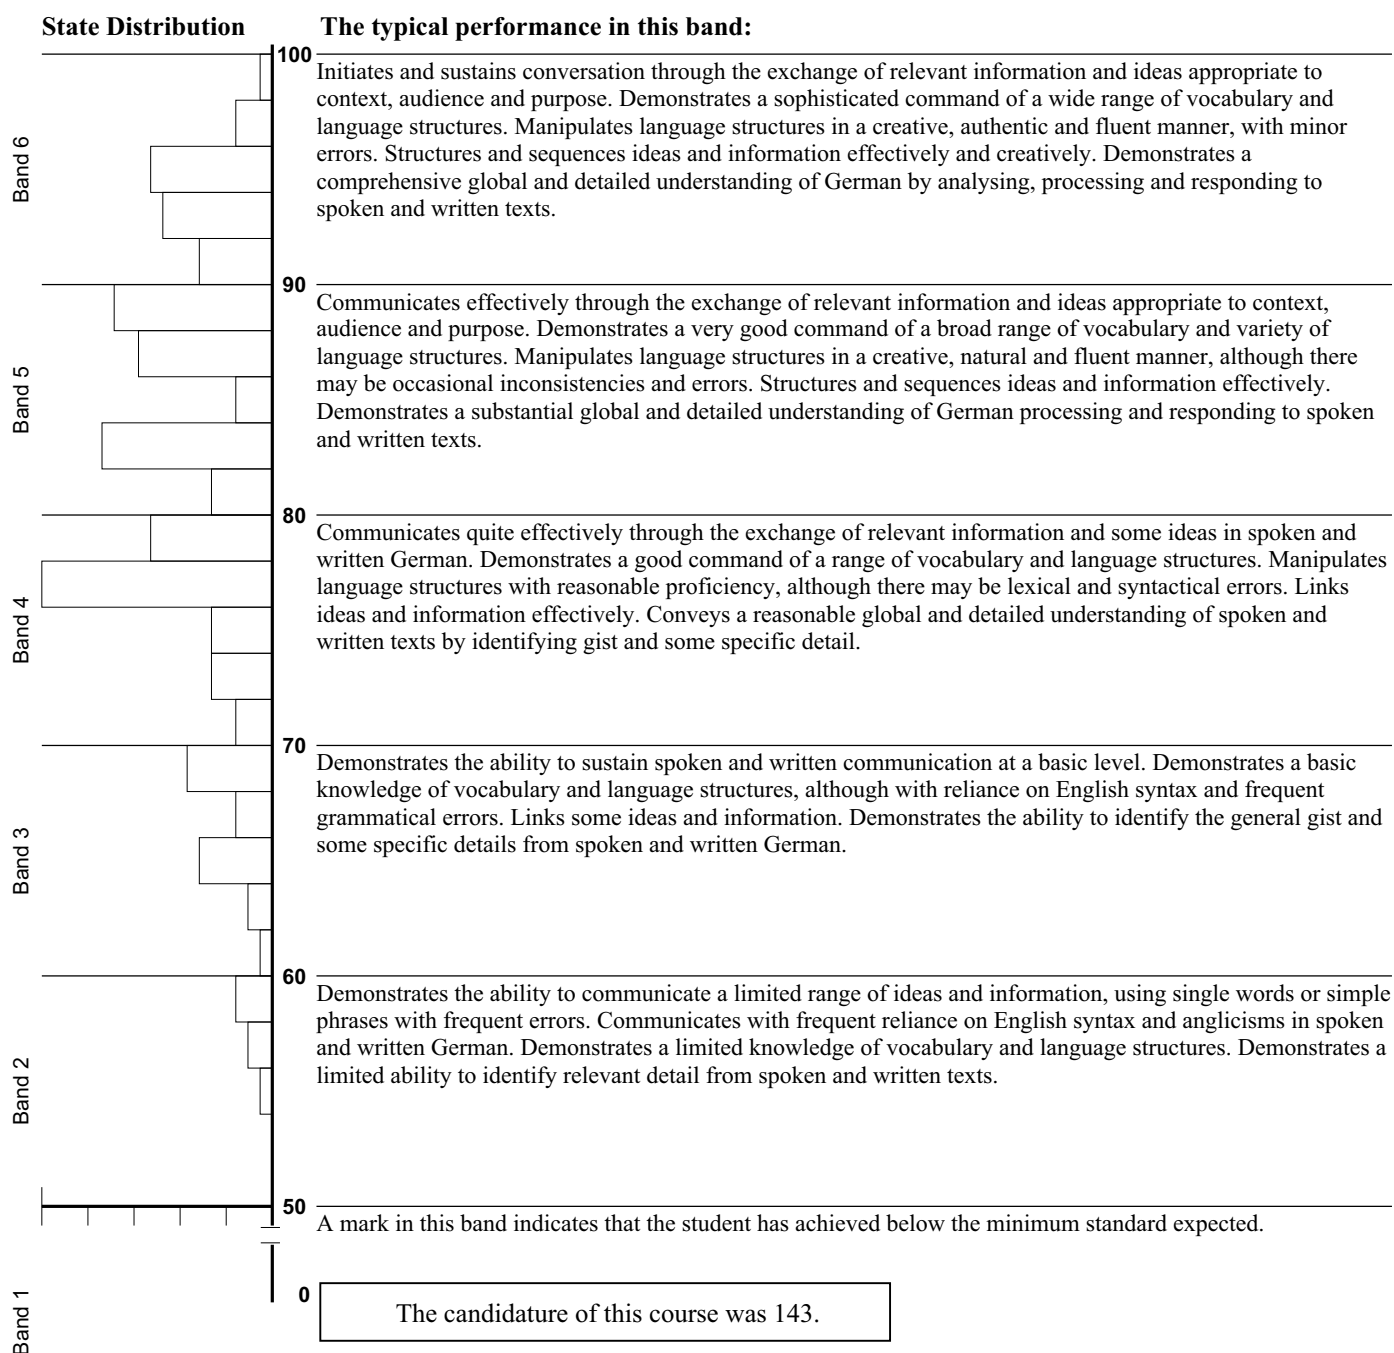 State Distribution
The typical performance in this band:
100
Band 6
Initiates and sustains conversation through the exchange of relevant information and ideas appropriate to
context, audience and purpose. Demonstrates a sophisticated command of a wide range of vocabulary and
language structures. Manipulates language structures in a creative, authentic and fluent manner, with minor
errors. Structures and sequences ideas and information effectively and creatively. Demonstrates a
comprehensive global and detailed understanding of German by analysing, processing and responding to
spoken and written texts.
90
Band 5
Communicates effectively through the exchange of relevant information and ideas appropriate to context,
audience and purpose. Demonstrates a very good command of a broad range of vocabulary and variety of
language structures. Manipulates language structures in a creative, natural and fluent manner, although there
may be occasional inconsistencies and errors. Structures and sequences ideas and information effectively.
Demonstrates a substantial global and detailed understanding of German processing and responding to spoken
and written texts.
80
Band 4
Communicates quite effectively through the exchange of relevant information and some ideas in spoken and
written German. Demonstrates a good command of a range of vocabulary and language structures. Manipulates
language structures with reasonable proficiency, although there may be lexical and syntactical errors. Links
ideas and information effectively. Conveys a reasonable global and detailed understanding of spoken and
written texts by identifying gist and some specific detail.
70
Band 3
Demonstrates the ability to sustain spoken and written communication at a basic level. Demonstrates a basic
knowledge of vocabulary and language structures, although with reliance on English syntax and frequent
grammatical errors. Links some ideas and information. Demonstrates the ability to identify the general gist and
some specific details from spoken and written German.
60
Band 2
Demonstrates the ability to communicate a limited range of ideas and information, using single words or simple
phrases with frequent errors. Communicates with frequent reliance on English syntax and anglicisms in spoken
and written German. Demonstrates a limited knowledge of vocabulary and language structures. Demonstrates a
limited ability to identify relevant detail from spoken and written texts.
50
A mark in this band indicates that the student has achieved below the minimum standard expected.
0
Band 1
The candidature of this course was 143.